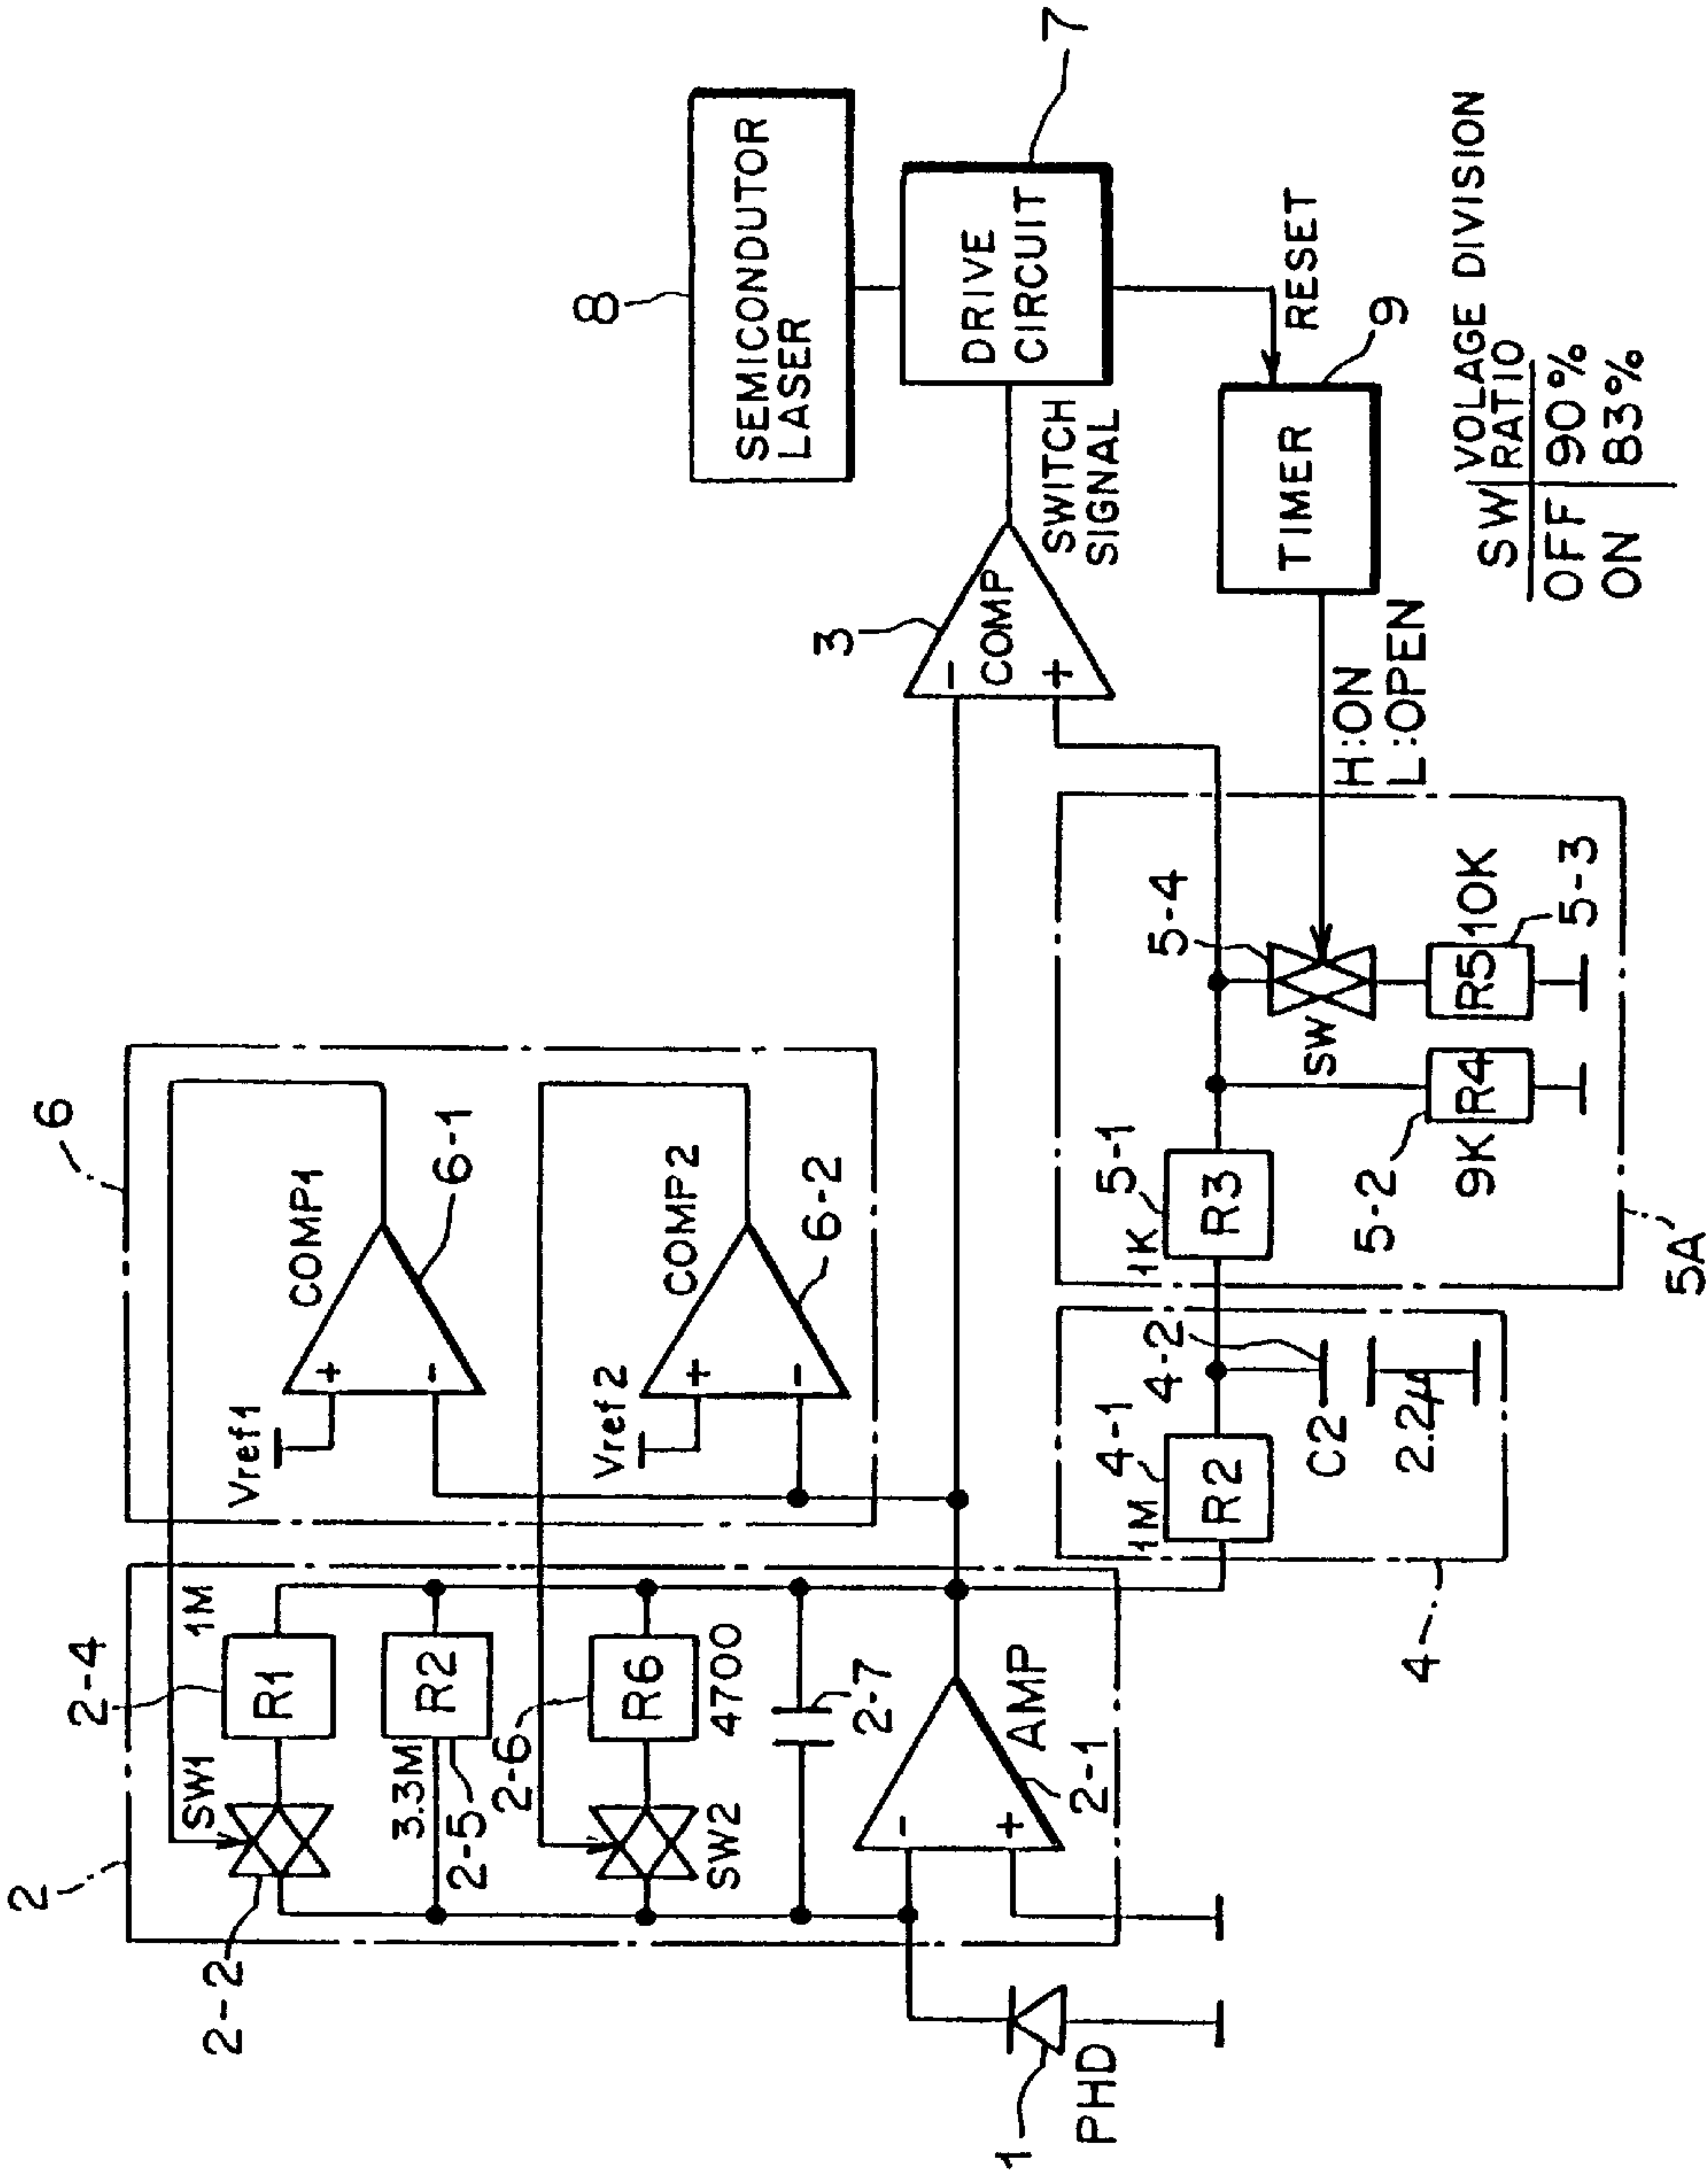 6
COMP1
6-1
Vref1
+
-
COMP2
6-2
Vref2
+
-
2
2-2
SW1
2-4
R1
1M
3.3M
R2
2-5
2-6
R6
4700
SW2
2-7
AMP
2-1
-
+
1
PHD
4
4-1
1M
R2
4-2
C2
2.2μ
5A
5-1
1K
R3
5-2
9K
R4
5-4
SW
R5
10K
5-3
H:ON
L:OPEN
3
COMP
-
+
SWITCH
SIGNAL
8
SEMICONDUTOR
LASER
DRIVE
CIRCUIT
7
RESET
TIMER
9
SW VOLAGE DIVISION
RATIO
OFF 90%
ON 83%